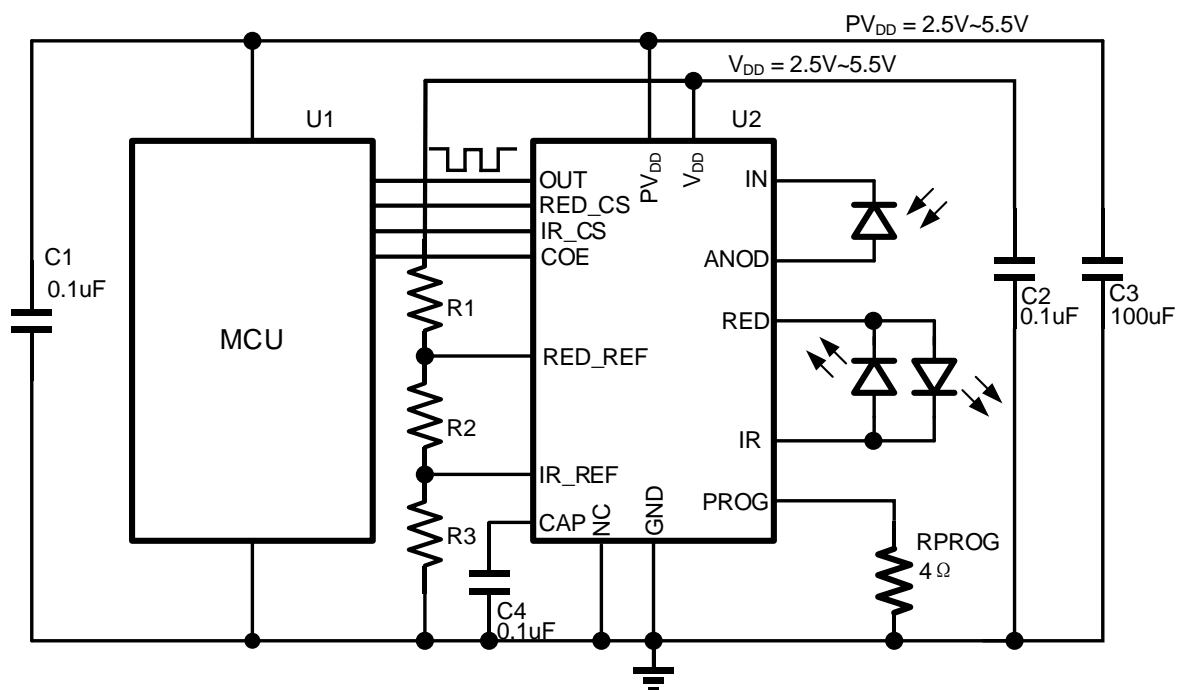 PVDD = 2.5V~5.5V
VDD = 2.5V~5.5V
U1
U2
OUT
RED_CS
IR_CS
COE
PVDD
VDD
IN
ANOD
C1
0.1uF
MCU
R1
RED_REF
RED
C2
0.1uF
C3
100uF
R2
IR
IR_REF
PROG
R3
CAP
NC
GND
RPROG
4Ω
C4
0.1uF